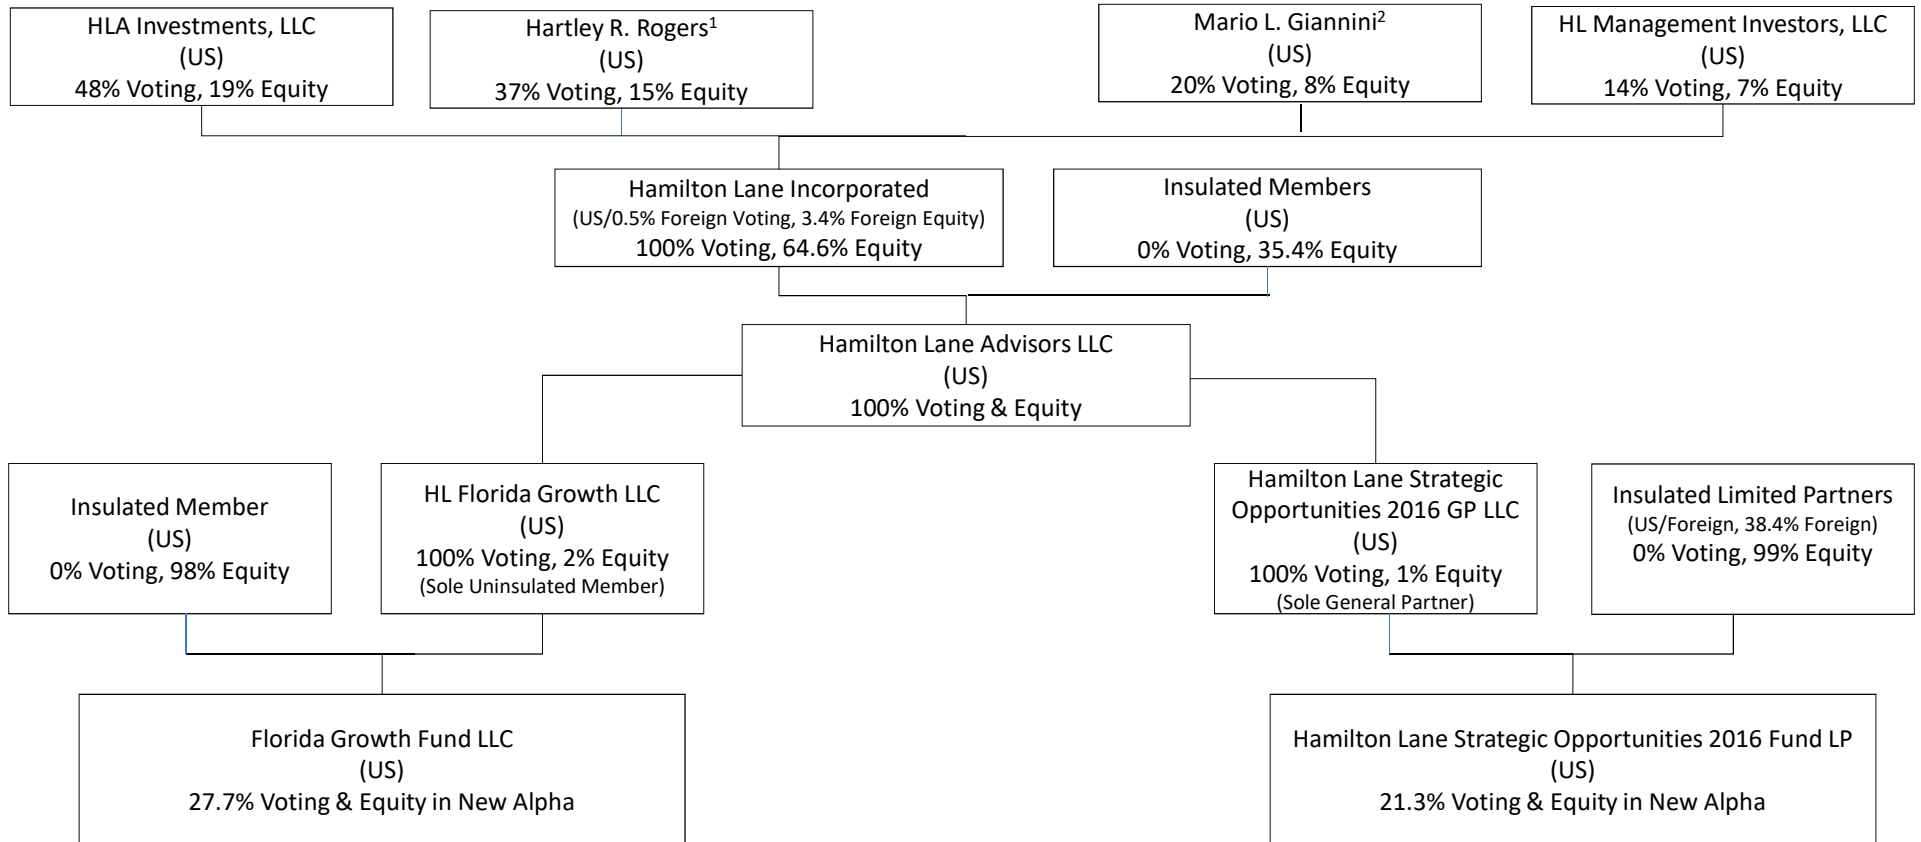 HLA Investments, LLC
(US)
48% Voting, 19% Equity
Hartley R. Rogers¹
(US)
37% Voting, 15% Equity
Mario L. Giannini²
(US)
20% Voting, 8% Equity
HL Management Investors, LLC
(US)
14% Voting, 7% Equity
Hamilton Lane Incorporated
(US/0.5% Foreign Voting, 3.4% Foreign Equity)
100% Voting, 64.6% Equity
Insulated Members
(US)
0% Voting, 35.4% Equity
Hamilton Lane Advisors LLC
(US)
100% Voting & Equity
Insulated Member
(US)
0% Voting, 98% Equity
HL Florida Growth LLC
(US)
100% Voting, 2% Equity
(Sole Uninsulated Member)
Hamilton Lane Strategic
Opportunities 2016 GP LLC
(US)
100% Voting, 1% Equity
(Sole General Partner)
Insulated Limited Partners
(US/Foreign, 38.4% Foreign)
0% Voting, 99% Equity
Florida Growth Fund LLC
(US)
27.7% Voting & Equity in New Alpha
Hamilton Lane Strategic Opportunities 2016 Fund LP
(US)
21.3% Voting & Equity in New Alpha